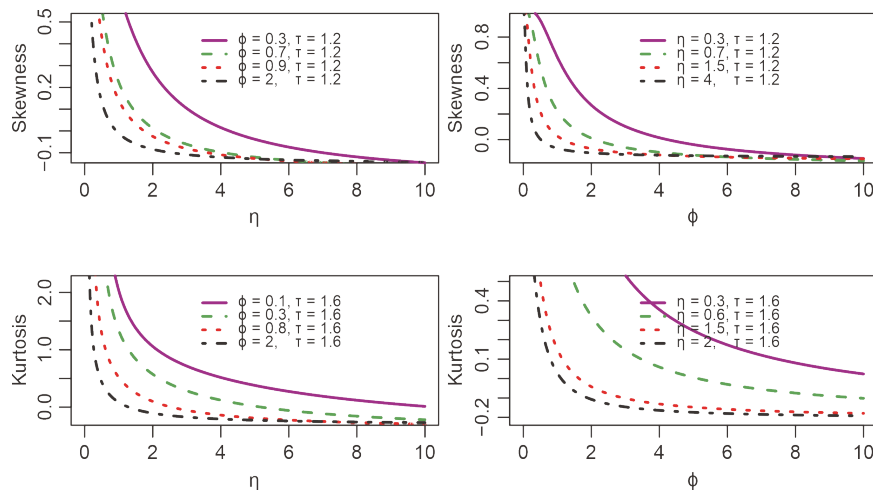 Skewness
0.5
0.2
−0.1
ϕ = 0.3, τ = 1.2
ϕ = 0.7, τ = 1.2
ϕ = 0.9, τ = 1.2
ϕ = 2, τ = 1.2
0 2 4 6 8 10
η
Skewness
0.8
0.4
0.0
η = 0.3, τ = 1.2
η = 0.7, τ = 1.2
η = 1.5, τ = 1.2
η = 4, τ = 1.2
0 2 4 6 8 10
ϕ
Kurtosis
2.0
1.0
0.0
ϕ = 0.1, τ = 1.6
ϕ = 0.3, τ = 1.6
ϕ = 0.8, τ = 1.6
ϕ = 2, τ = 1.6
0 2 4 6 8 10
η
Kurtosis
0.4
0.1
−0.2
η = 0.3, τ = 1.6
η = 0.6, τ = 1.6
η = 1.5, τ = 1.6
η = 2, τ = 1.6
0 2 4 6 8 10
ϕ